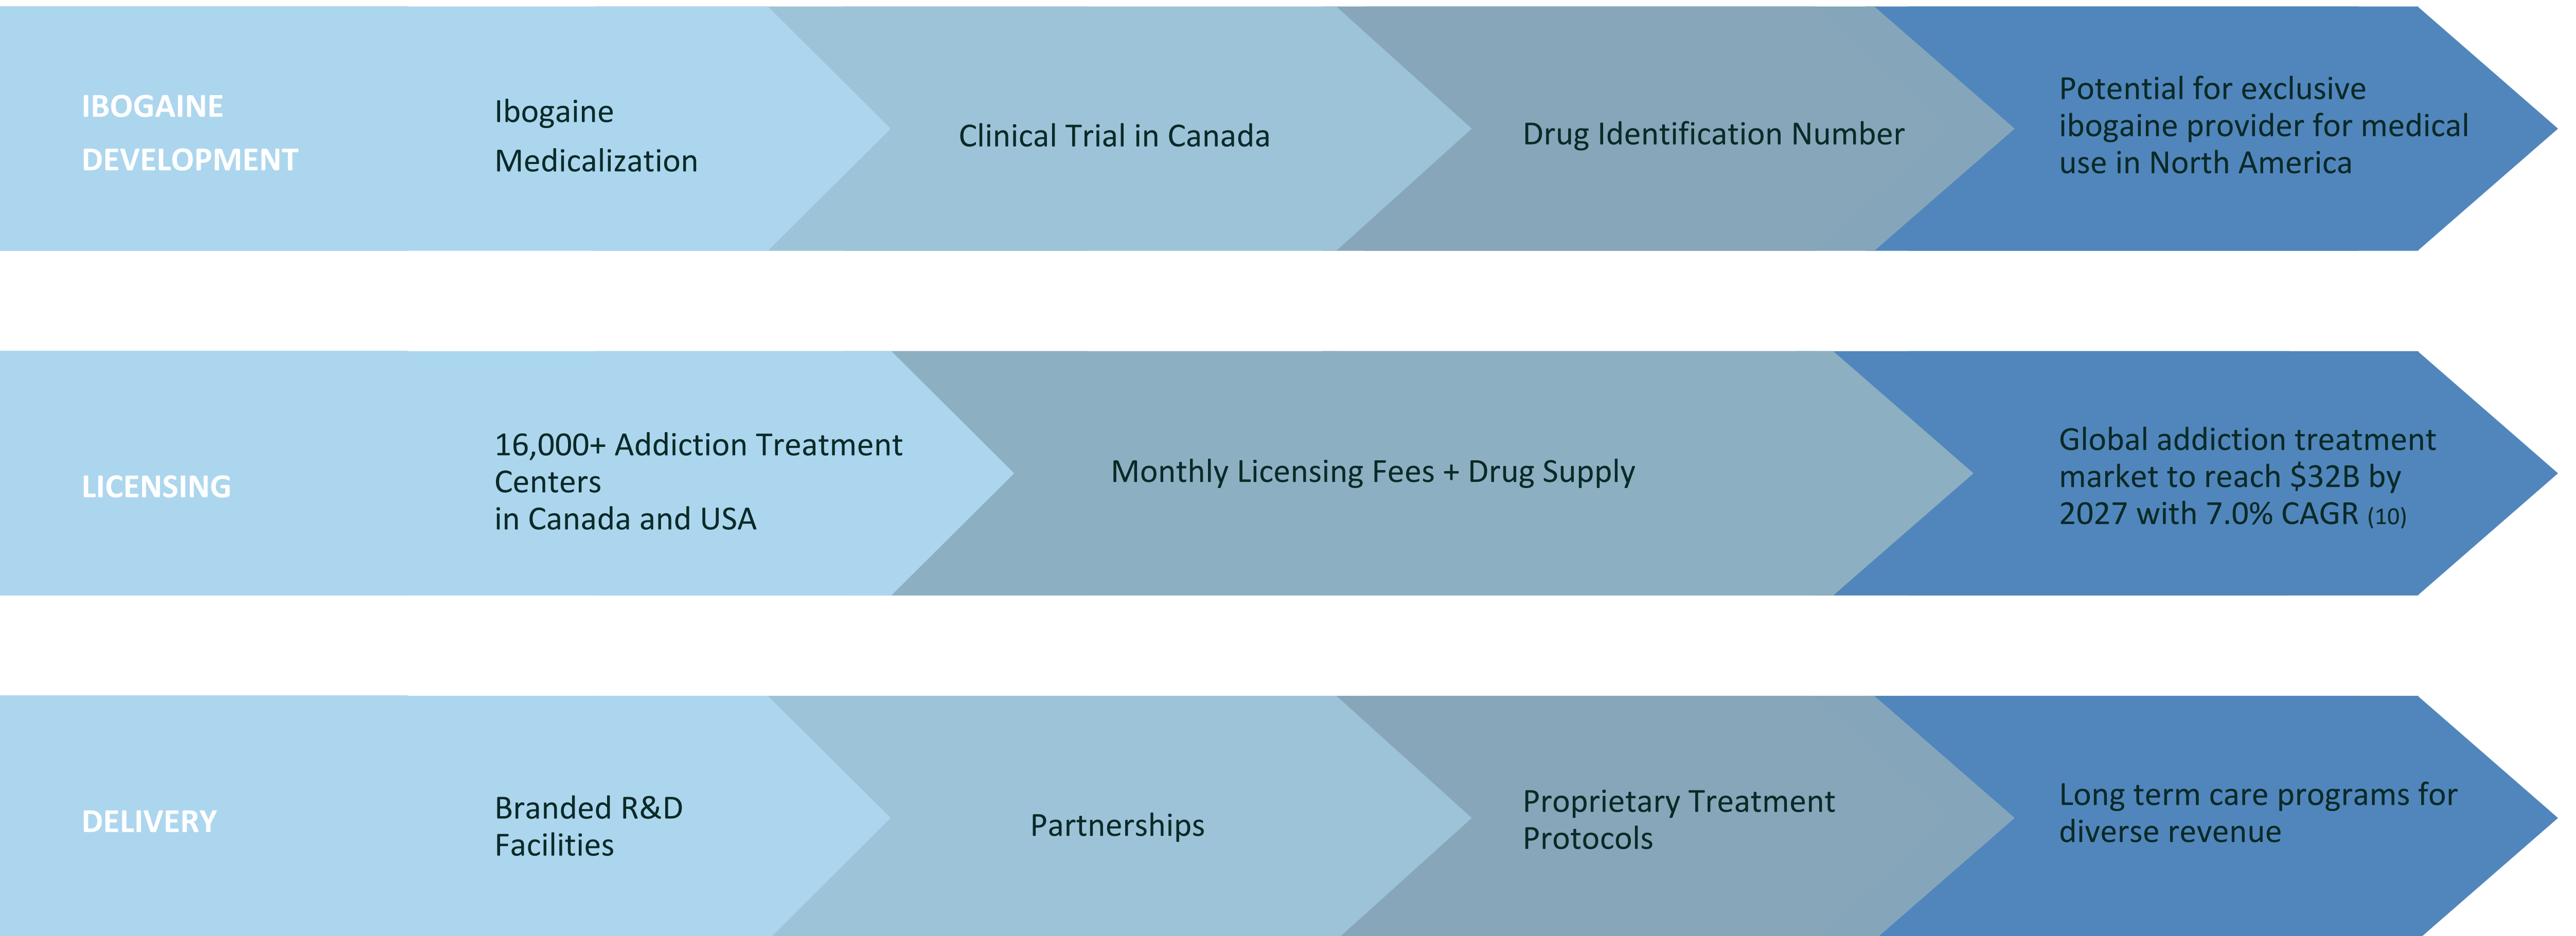 IBOGAINE
DEVELOPMENT
Ibogaine
Medicalization
Clinical Trial in Canada
Drug Identification Number
Potential for exclusive
ibogaine provider for medical
use in North America
LICENSING
16,000+ Addiction Treatment
Centers
in Canada and USA
Monthly Licensing Fees + Drug Supply
Global addiction treatment
market to reach $32B by
2027 with 7.0% CAGR (10)
DELIVERY
Branded R&D
Facilities
Partnerships
Proprietary Treatment
Protocols
Long term care programs for
diverse revenue